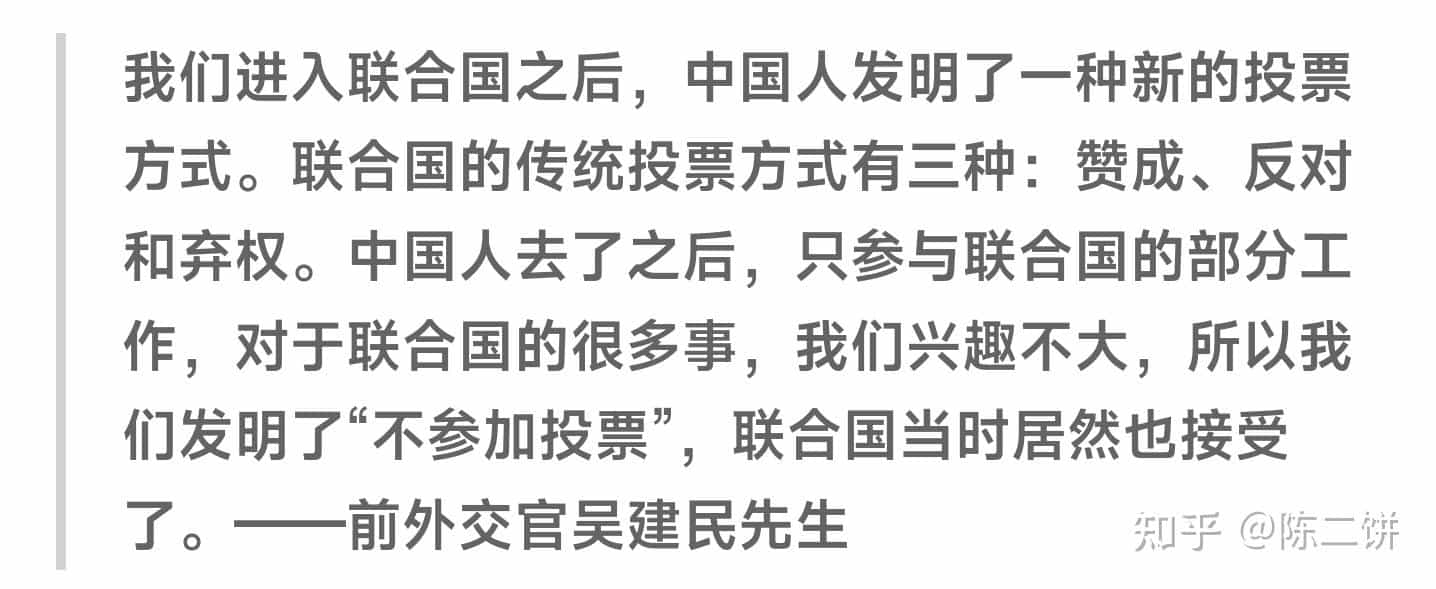 我们进入联合国之后，中国人发明了一种新的投票
方式。联合国的传统投票方式有三种：赞成、反对
和弃权。中国人去了之后，只参与联合国的部分工
作，对于联合国的很多事，我们兴趣不大，所以我
们发明了“不参加投票”，联合国当时居然也接受
了。——前外交官吴建民先生
知乎 @陈二饼